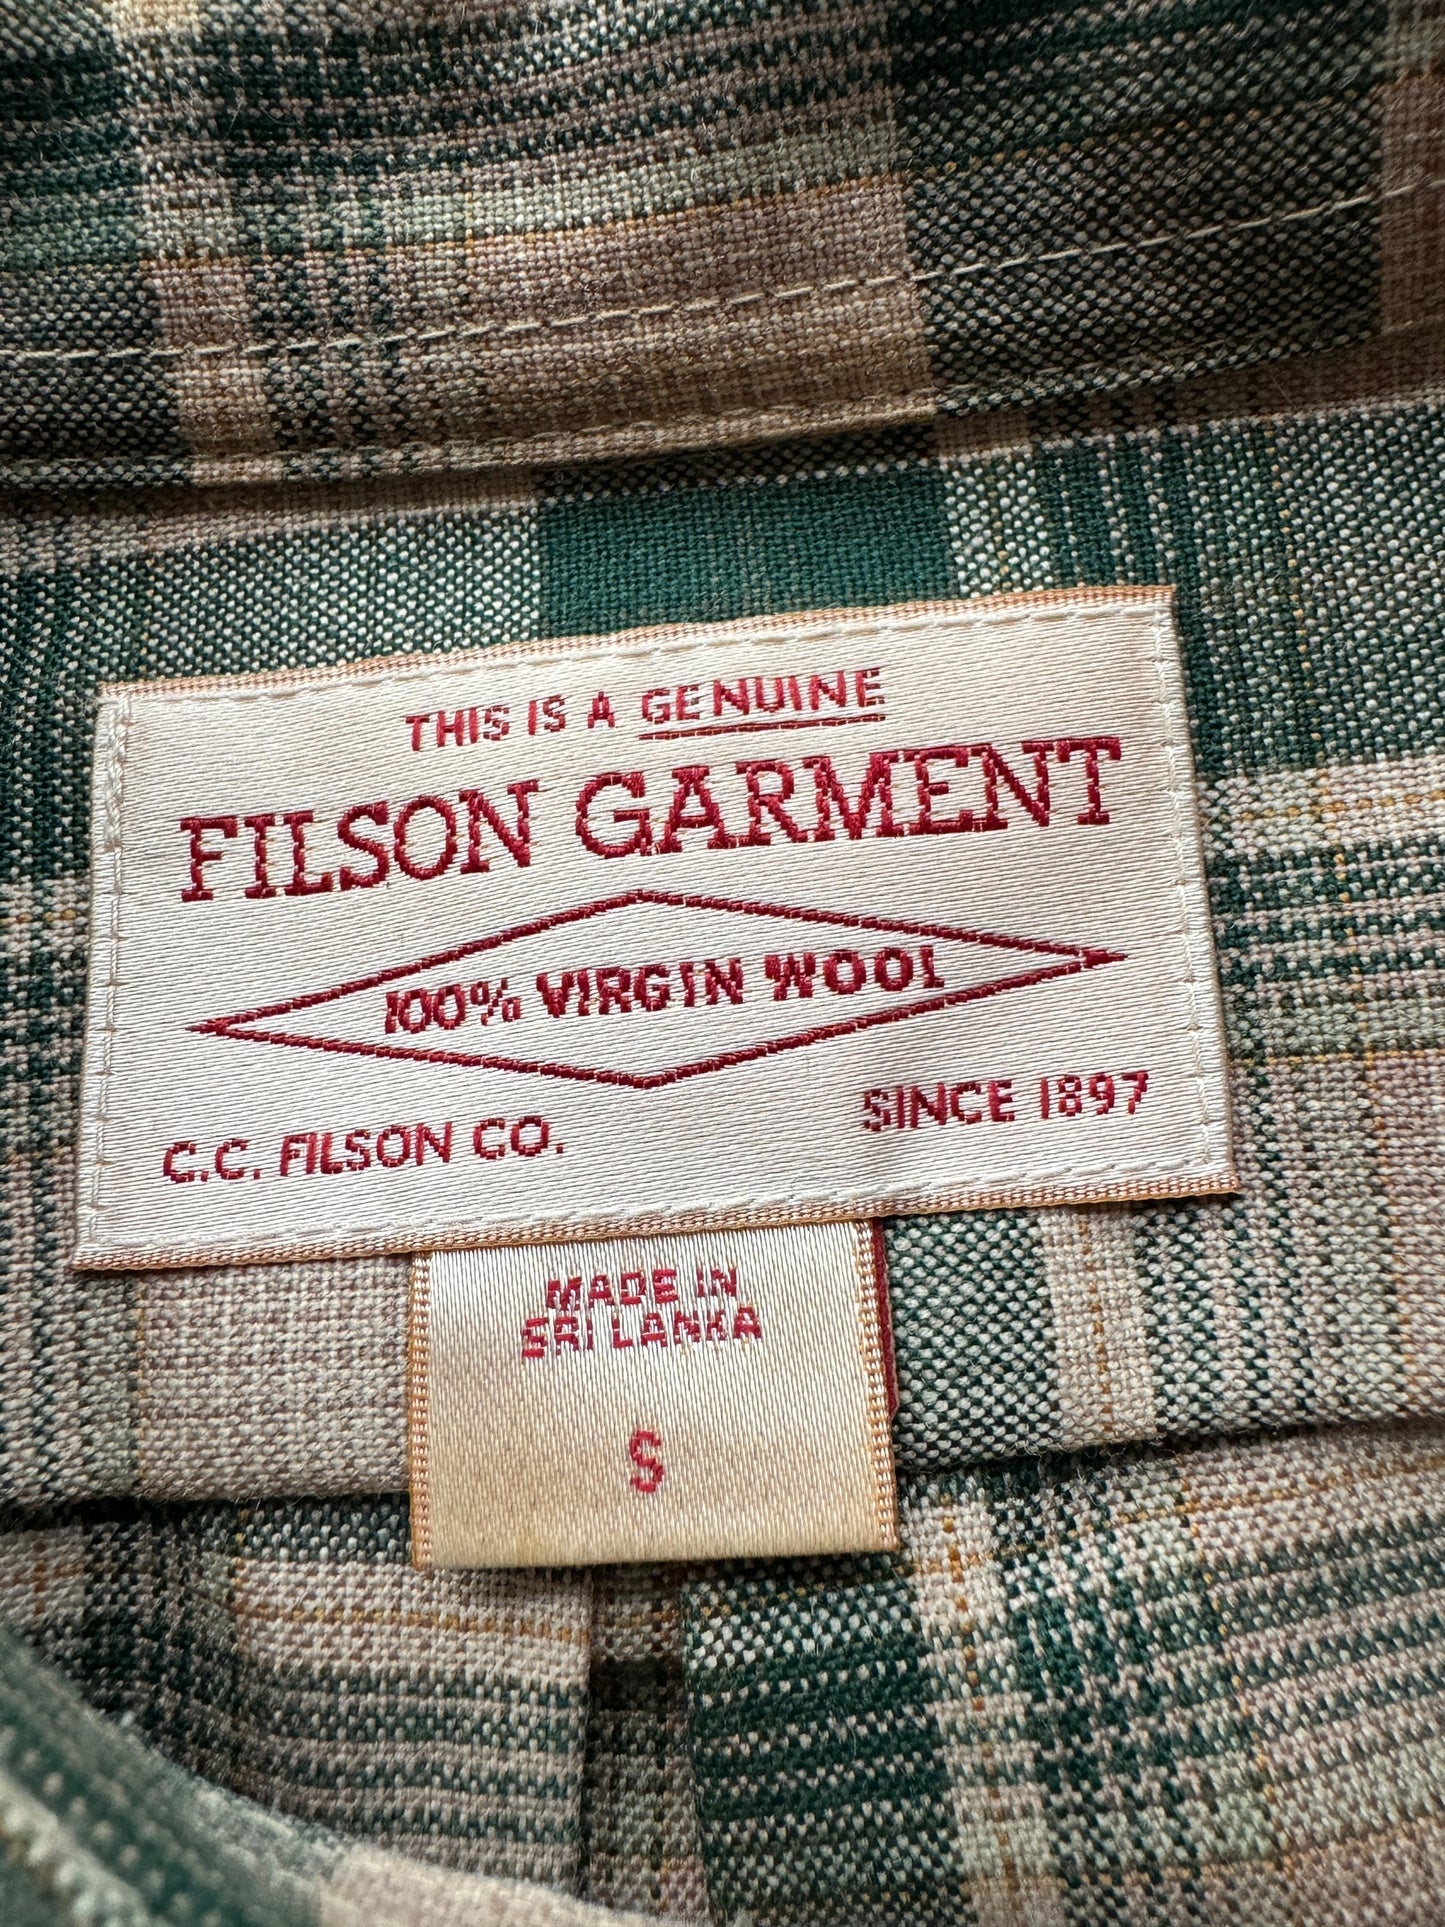 THIS IS A GENUINE
FILSON GARMENT
100% VIRGIN WOOL
C.C. FILSON CO. SINCE 1897
MADE IN
SRI LANKA
S